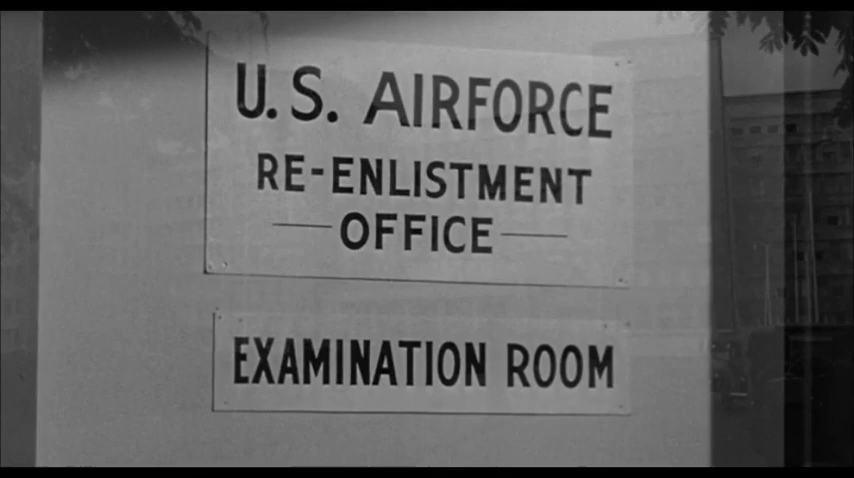 U.S. AIRFORCE
RE-ENLISTMENT
OFFICE
EXAMINATION ROOM